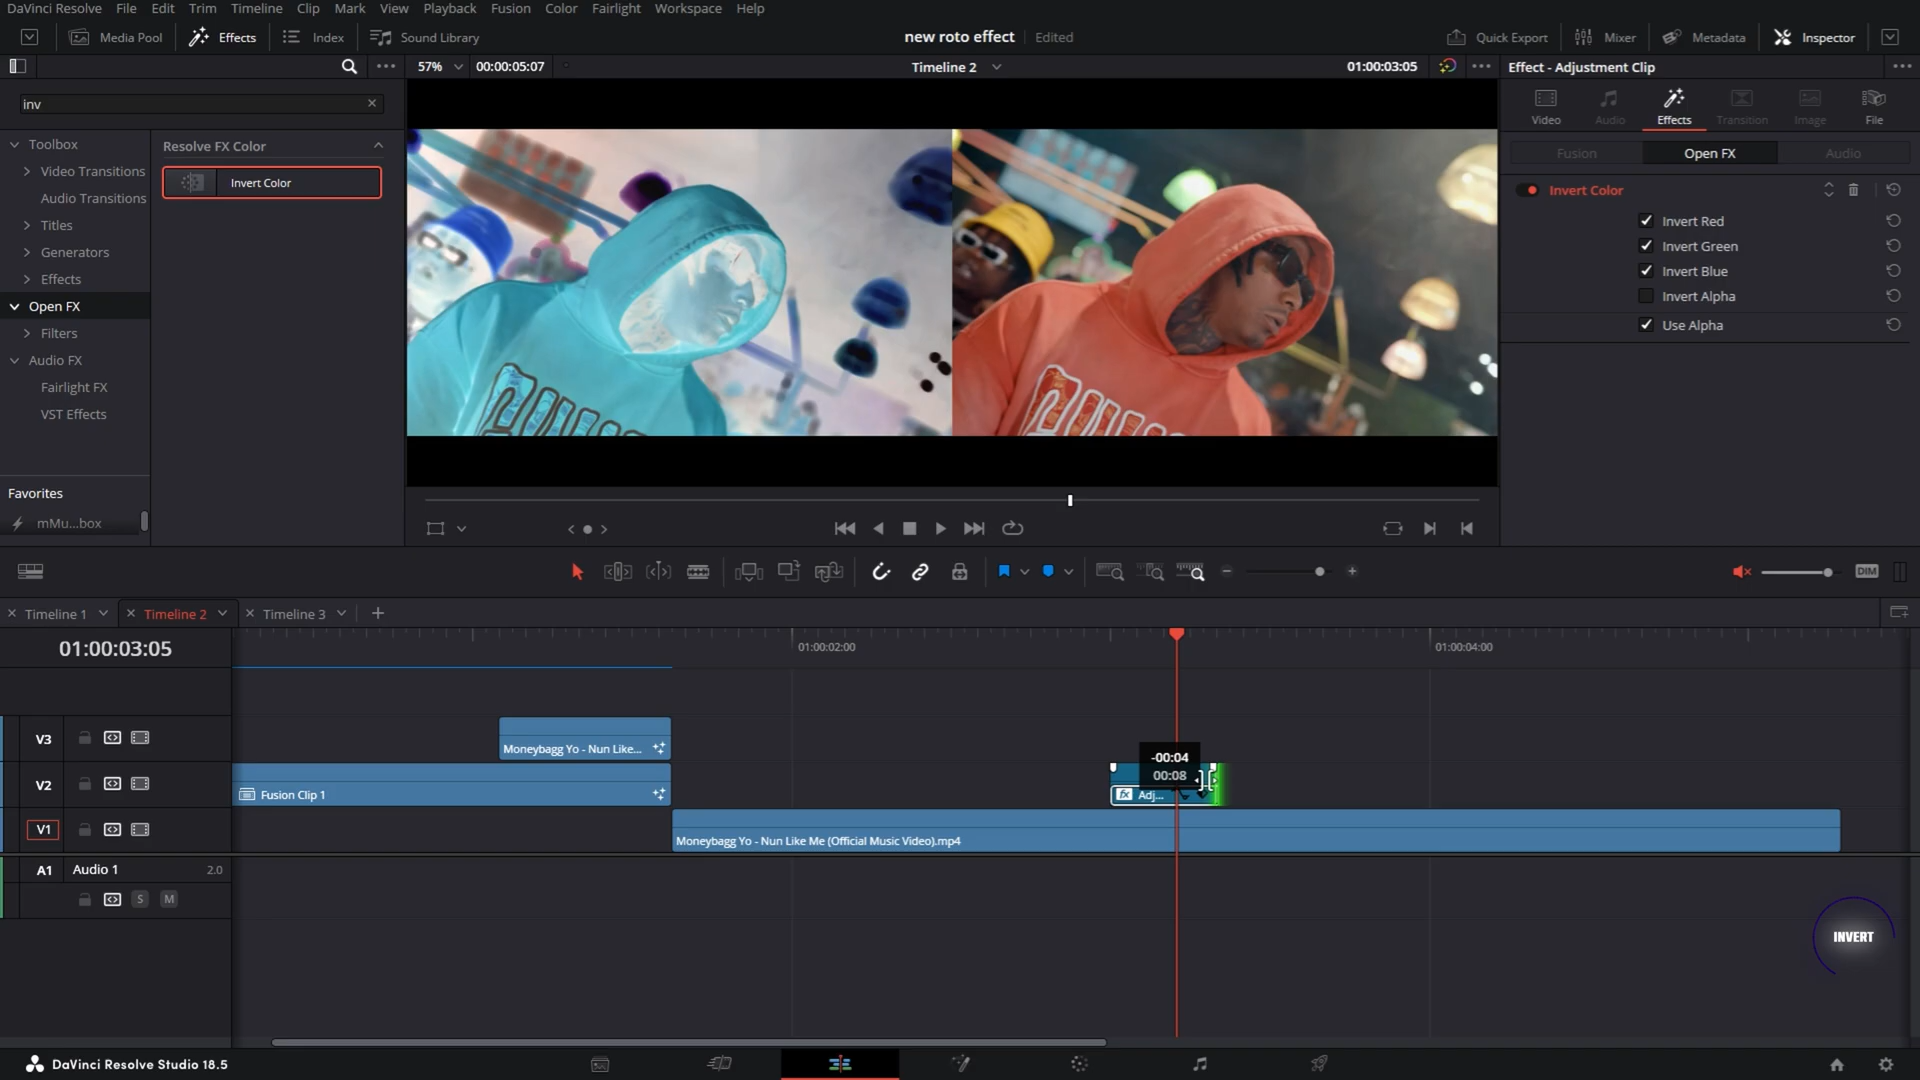 DaVinci Resolve File Edit Trim Timeline Clip Mark View Playback Fusion Color Fairlight Workspace Help
Media Pool Effects Index Sound Library new roto effect Edited Quick Export Mixer Metadata Inspector
57% 00:00:05:07 Timeline 2 01:00:03:05 Effect - Adjustment Clip
inv
Video Audio Effects Transition Image File
Toolbox
Video Transitions
Audio Transitions
Titles
Generators
Effects
Open FX
Filters
Audio FX
Fairlight FX
VST Effects
Favorites
mMu...box
Resolve FX Color
Invert Color
Fusion Open FX Audio
Invert Color
Invert Red
Invert Green
Invert Blue
Invert Alpha
Use Alpha
DIM
Timeline 1 Timeline 2 Timeline 3
01:00:03:05
01:00:02:00 01:00:04:00
V3 Moneybagg Yo - Nun Like...
-00:04
00:08
V2 Fusion Clip 1 fx Adj...
V1 Moneybagg Yo - Nun Like Me (Official Music Video).mp4
A1 Audio 1 2.0
S M
INVERT
DaVinci Resolve Studio 18.5